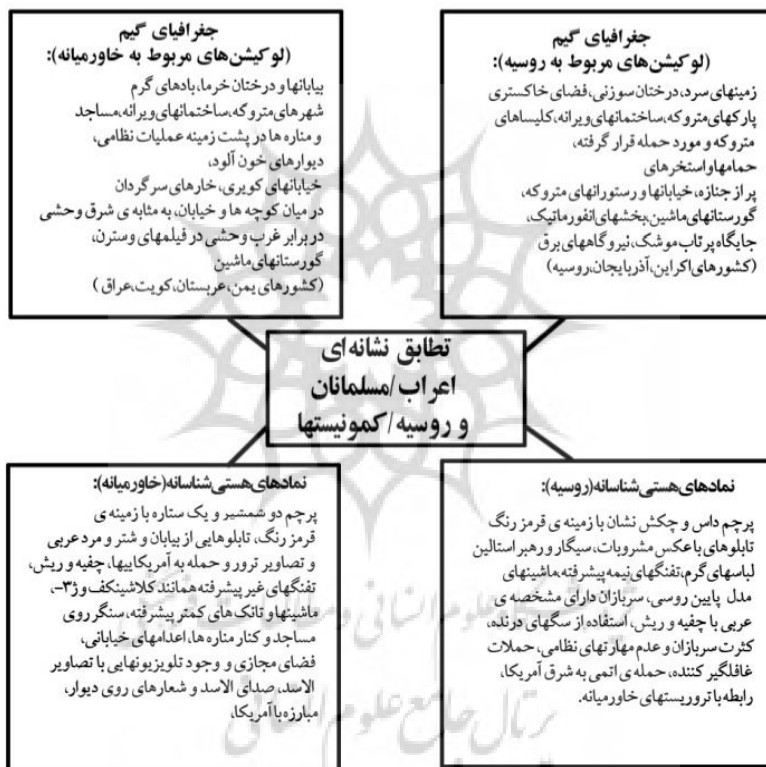 جغرافیای گیم
(لوکیشن‌های مربوط به روسیه):
زمینهای سرد، درختان سوزنی، فضای خاکستری
پارکهای متروکه، ساختمانهای ویرانه، کلیساهای
متروکه و مورد حمله قرار گرفته،
حمامها و استخرهای
پر از جنازه، خیابانها و رستورانهای متروکه،
گورستانهای ماشین، بخشهای انفورماتیک،
جایگاه پرتاب موشک، نیروگاههای برق
(کشورهای اکراین، آذربایجان، روسیه)
جغرافیای گیم
(لوکیشن‌های مربوط به خاورمیانه):
بیابانها و درختان خرما، بادهای گرم
شهرهای متروکه، ساختمانهای ویرانه، مساجد
و مناره ها در پشت زمینه عملیات نظامی،
دیوارهای خون آلود،
خیابانهای کویری، خارهای سرگردان
در میان کوچه ها و خیابان، به مثابه ی شرق وحشی
در برابر غرب وحشی در فیلمهای وسترن،
گورستانهای ماشین
(کشورهای یمن، عربستان، کویت، عراق )
تطابق نشانه‌ای
اعراب/مسلمانان
و روسیه/کمونیستها
نمادهای هستی‌شناسانه(روسیه):
پرچم داس و چکش نشان با زمینه ی قرمز رنگ
تابلوهای با عکس مشروبات، سیگار و رهبر استالین
لباسهای گرم، تفنگهای نیمه پیشرفته، ماشینهای
مدل پایین روسی، سربازان دارای مشخصه ی
عربی با چفیه و ریش، استفاده از سگهای درنده،
کثرت سربازان و عدم مهارتهای نظامی، حملات
غافلگیر کننده، حمله ی اتمی به شرق آمریکا،
رابطه با تروریستهای خاورمیانه.
نمادهای هستی‌شناسانه(خاورمیانه):
پرچم دو شمشیر و یک ستاره با زمینه ی
قرمز رنگ، تابلوهایی از بیابان و شتر و مرد عربی
و تصاویر ترور و حمله به آمریکاییها، چفیه و ریش،
تفنگهای غیر پیشرفته همانند کلاشینکف و ژ۳-،
ماشینها و تانک های کمتر پیشرفته، سنگر روی
مساجد و کنار مناره ها، اعدامهای خیابانی،
فضای مجازی و وجود تلویزیونهایی با تصاویر
الاسد، صدای الاسد و شعارهای روی دیوار،
مبارزه با آمریکا،
پرتال جامع علوم انسانی